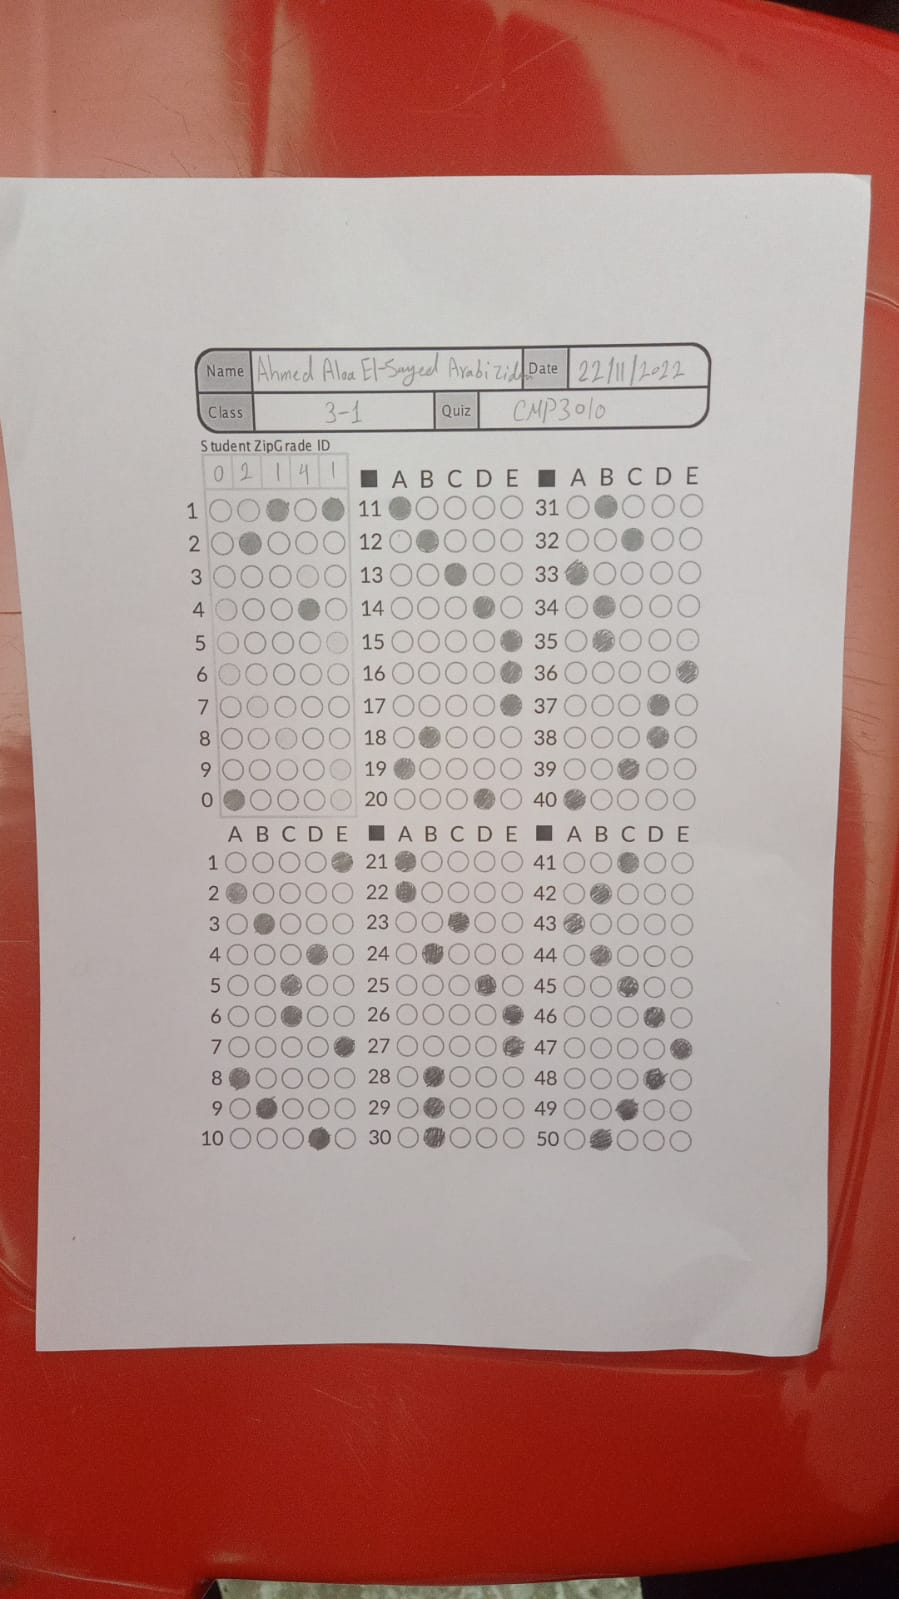 Name Ahmed Alaa El-Sayed Arabi Zidan Date 22/11/2022
Class 3-1 Quiz CMP3010
Student ZipGrade ID
0 2 1 4 1
A B C D E A B C D E
1 11 31
2 12 32
3 13 33
4 14 34
5 15 35
6 16 36
7 17 37
8 18 38
9 19 39
0 20 40
A B C D E A B C D E A B C D E
1 21 41
2 22 42
3 23 43
4 24 44
5 25 45
6 26 46
7 27 47
8 28 48
9 29 49
10 30 50